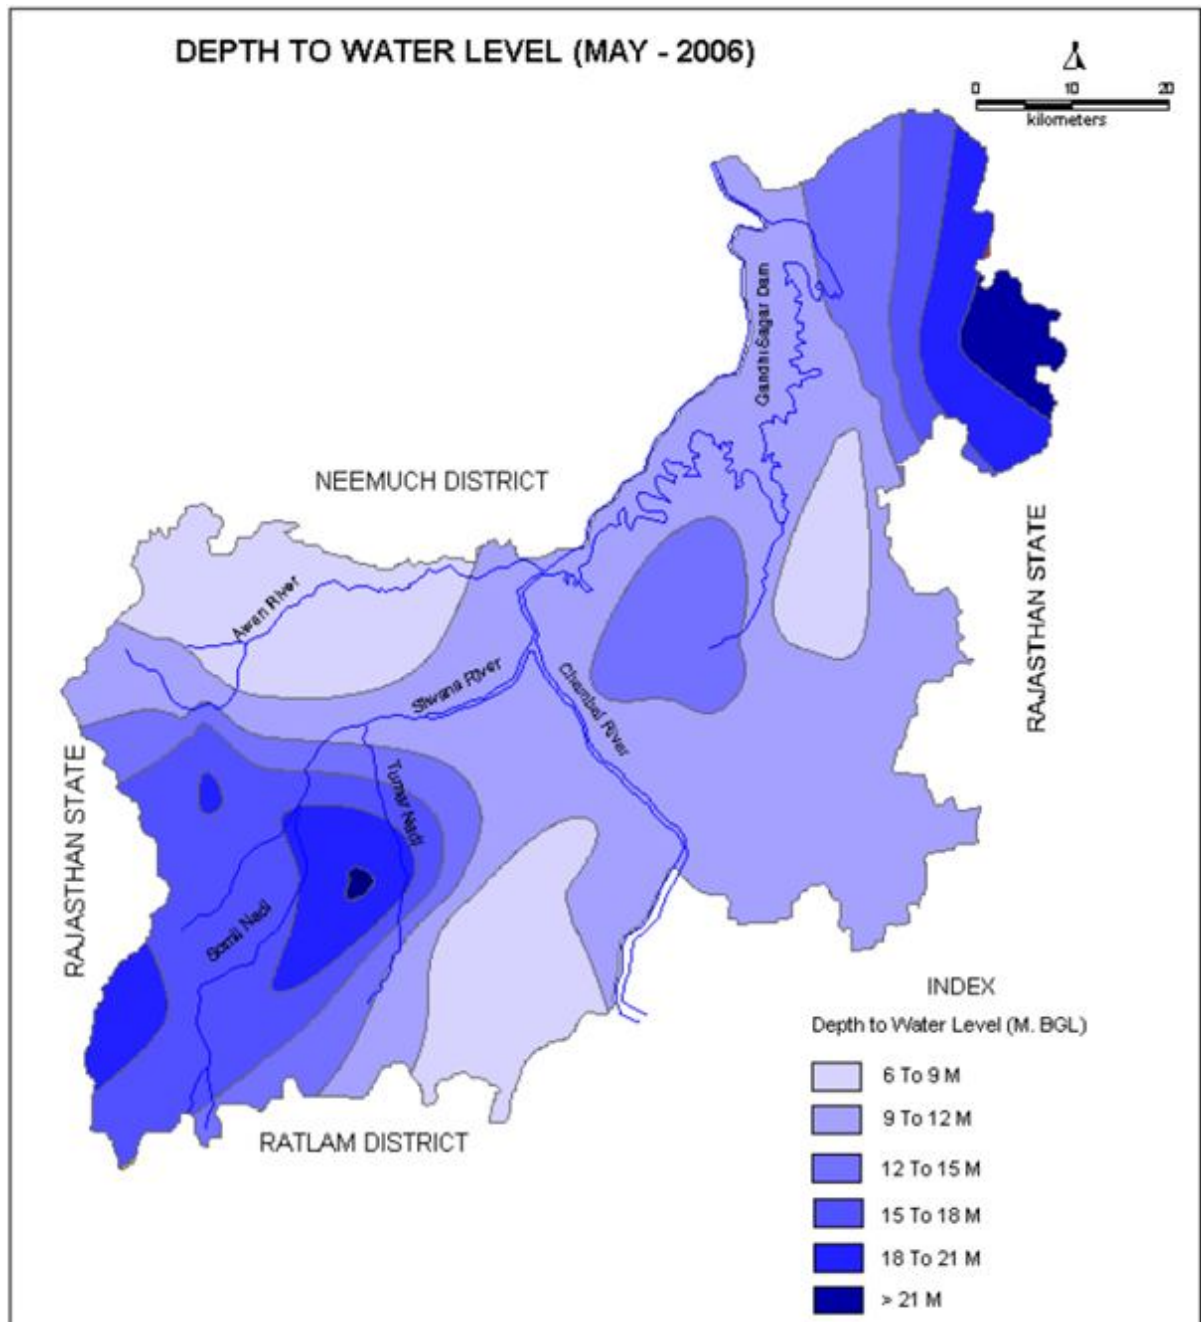 DEPTH TO WATER LEVEL (MAY - 2006)
0 10 20
kilometers
Gandhi Sagar Dam
NEEMUCH DISTRICT
RAJASTHAN STATE
Awan River
Siwana River
Chambal River
RAJASTHAN STATE
Tumar Nadi
Somli Nadi
RATLAM DISTRICT
INDEX
Depth to Water Level (M. BGL)
6 To 9 M
9 To 12 M
12 To 15 M
15 To 18 M
18 To 21 M
> 21 M